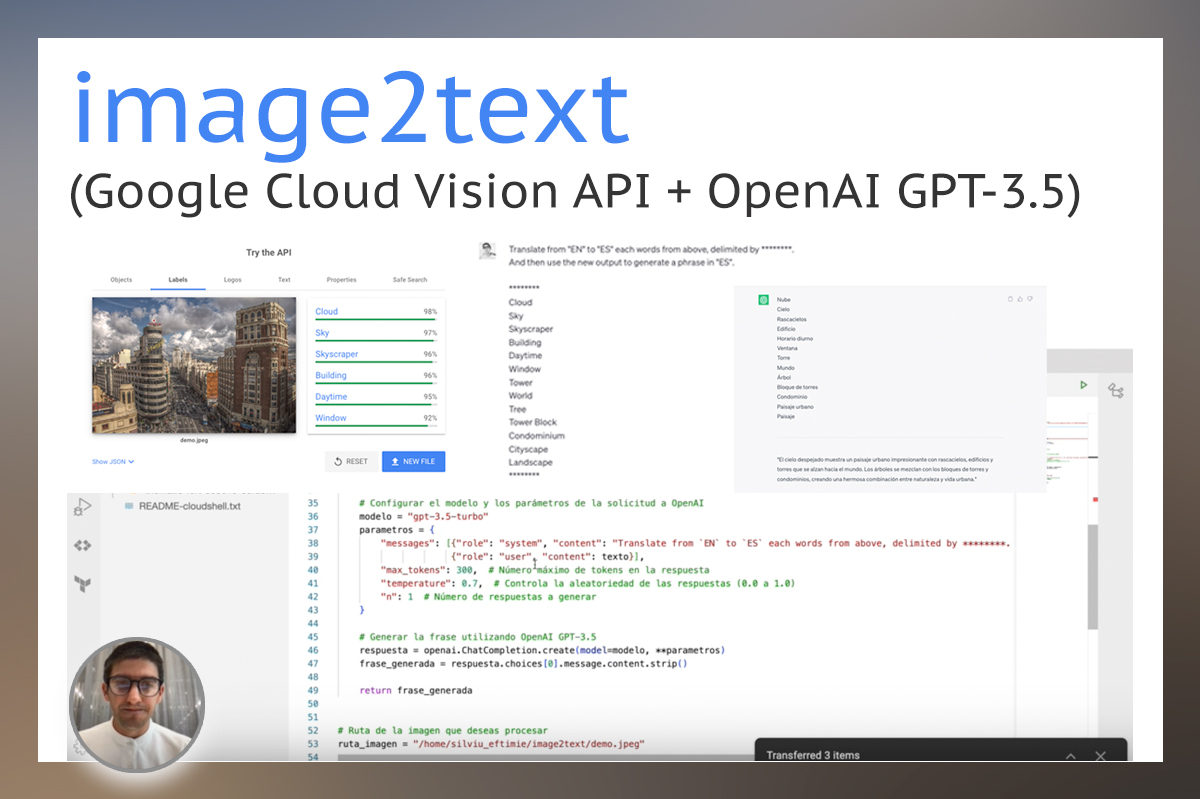 image2text
(Google Cloud Vision API + OpenAI GPT-3.5)
Try the API
Objects Labels Logos Text Properties Safe Search
Cloud 98%
Sky 97%
Skyscraper 96%
Building 96%
Daytime 95%
Window 92%
demo.jpeg
Show JSON
RESET
NEW FILE
Translate from "EN" to "ES" each words from above, delimited by ********.
And then use the new output to generate a phrase in "ES".
********
Cloud
Sky
Skyscraper
Building
Daytime
Window
Tower
World
Tree
Tower Block
Condominium
Cityscape
Landscape
********
Nube
Cielo
Rascacielos
Edificio
Horario diurno
Ventana
Torre
Mundo
Árbol
Bloque de torres
Condominio
Paisaje urbano
Paisaje
"El cielo despejado muestra un paisaje urbano impresionante con rascacielos, edificios y
torres que se alzan hacia el mundo. Los árboles se mezclan con los bloques de torres y
condominios, creando una hermosa combinación entre naturaleza y vida urbana."
README-cloudshell.txt
35 # Configurar el modelo y los parámetros de la solicitud a OpenAI
36 modelo = "gpt-3.5-turbo"
37 parametros = {
38 "messages": [{"role": "system", "content": "Translate from `EN` to `ES` each words from above, delimited by ********.
39 {"role": "user", "content": texto}],
40 "max_tokens": 300, # Número máximo de tokens en la respuesta
41 "temperature": 0.7, # Controla la aleatoriedad de las respuestas (0.0 a 1.0)
42 "n": 1 # Número de respuestas a generar
43 }
44
45 # Generar la frase utilizando OpenAI GPT-3.5
46 respuesta = openai.ChatCompletion.create(model=modelo, **parametros)
47 frase_generada = respuesta.choices[0].message.content.strip()
48
49 return frase_generada
50
51
52 # Ruta de la imagen que deseas procesar
53 ruta_imagen = "/home/silviu_eftimie/image2text/demo.jpeg"
54
Transferred 3 items